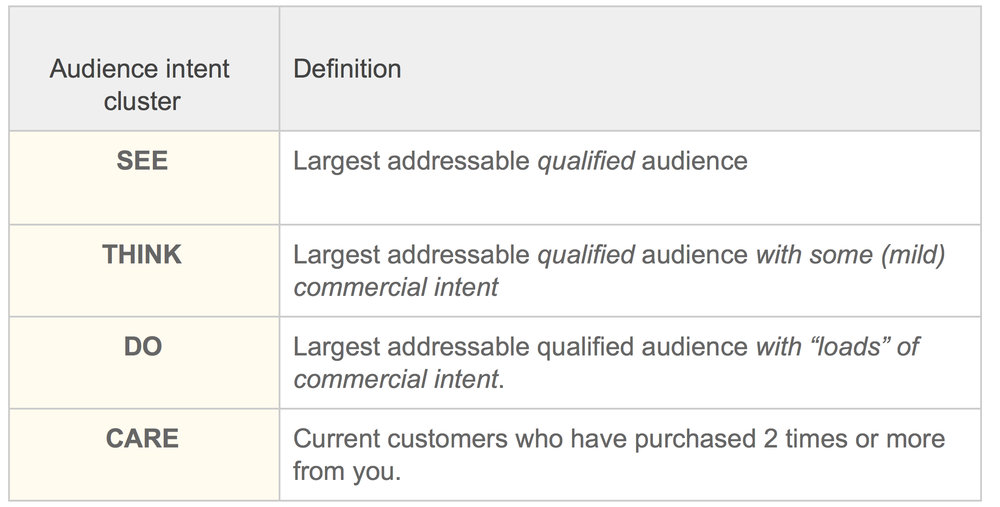 Audience intent
cluster
Definition
SEE
Largest addressable qualified audience
THINK
Largest addressable qualified audience with some (mild)
commercial intent
DO
Largest addressable qualified audience with “loads” of
commercial intent.
CARE
Current customers who have purchased 2 times or more
from you.